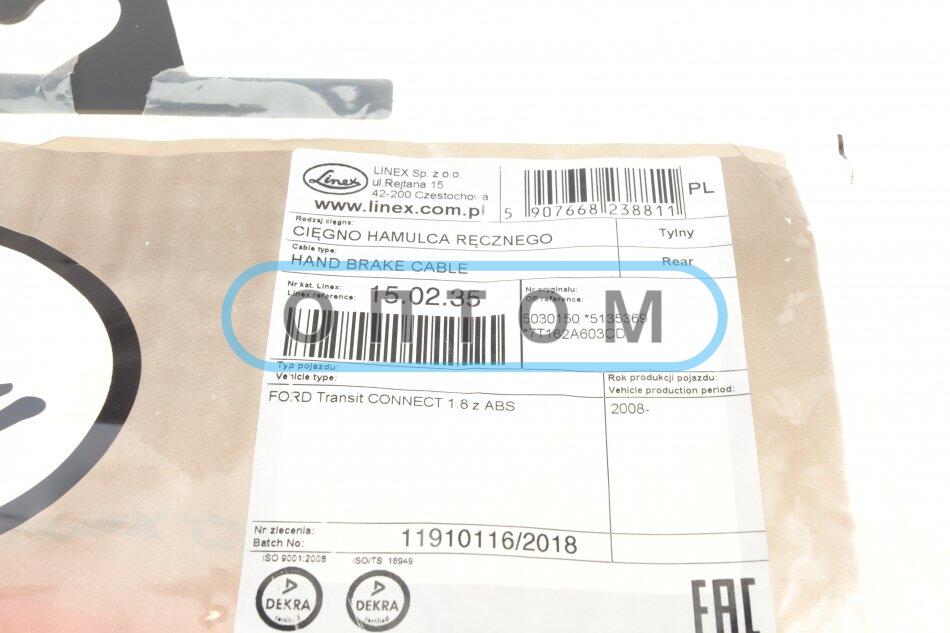 Linex
LINEX Sp. z o.o.
ul.Rejtana 15
42-200 Częstochowa
www.linex.com.pl
5 907668 238811
PL
Rodzaj cięgna:
CIĘGNO HAMULCA RĘCZNEGO
Tylny
Cable type:
HAND BRAKE CABLE
Rear
Nr kat. Linex:
Linex reference:
15.02.35
Nr oryginału:
OE reference:
5030150 *5135369
*7T162A603CD
ОПТОМ
Typ pojazdu:
Vehicle type:
Rok produkcji pojazdu:
Vehicle production period:
FORD Transit CONNECT 1.8 z ABS
2008-
Nr zlecenia:
Batch No:
11910116/2018
ISO 9001:2008
ISO/TS 16949
DEKRA
certified
DEKRA
certified
EAC